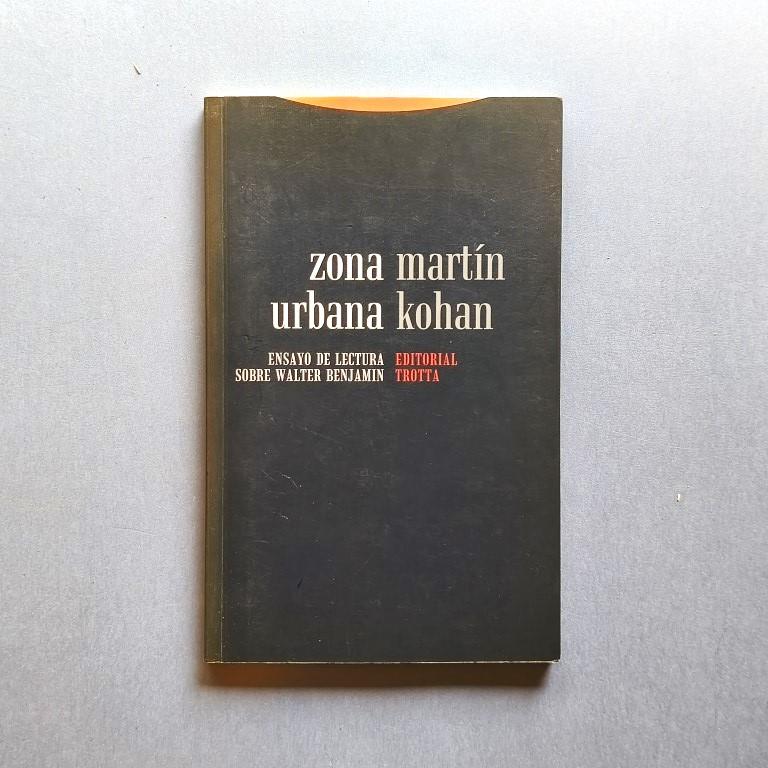 zona martín
urbana kohan
ENSAYO DE LECTURA EDITORIAL
SOBRE WALTER BENJAMIN TROTTA